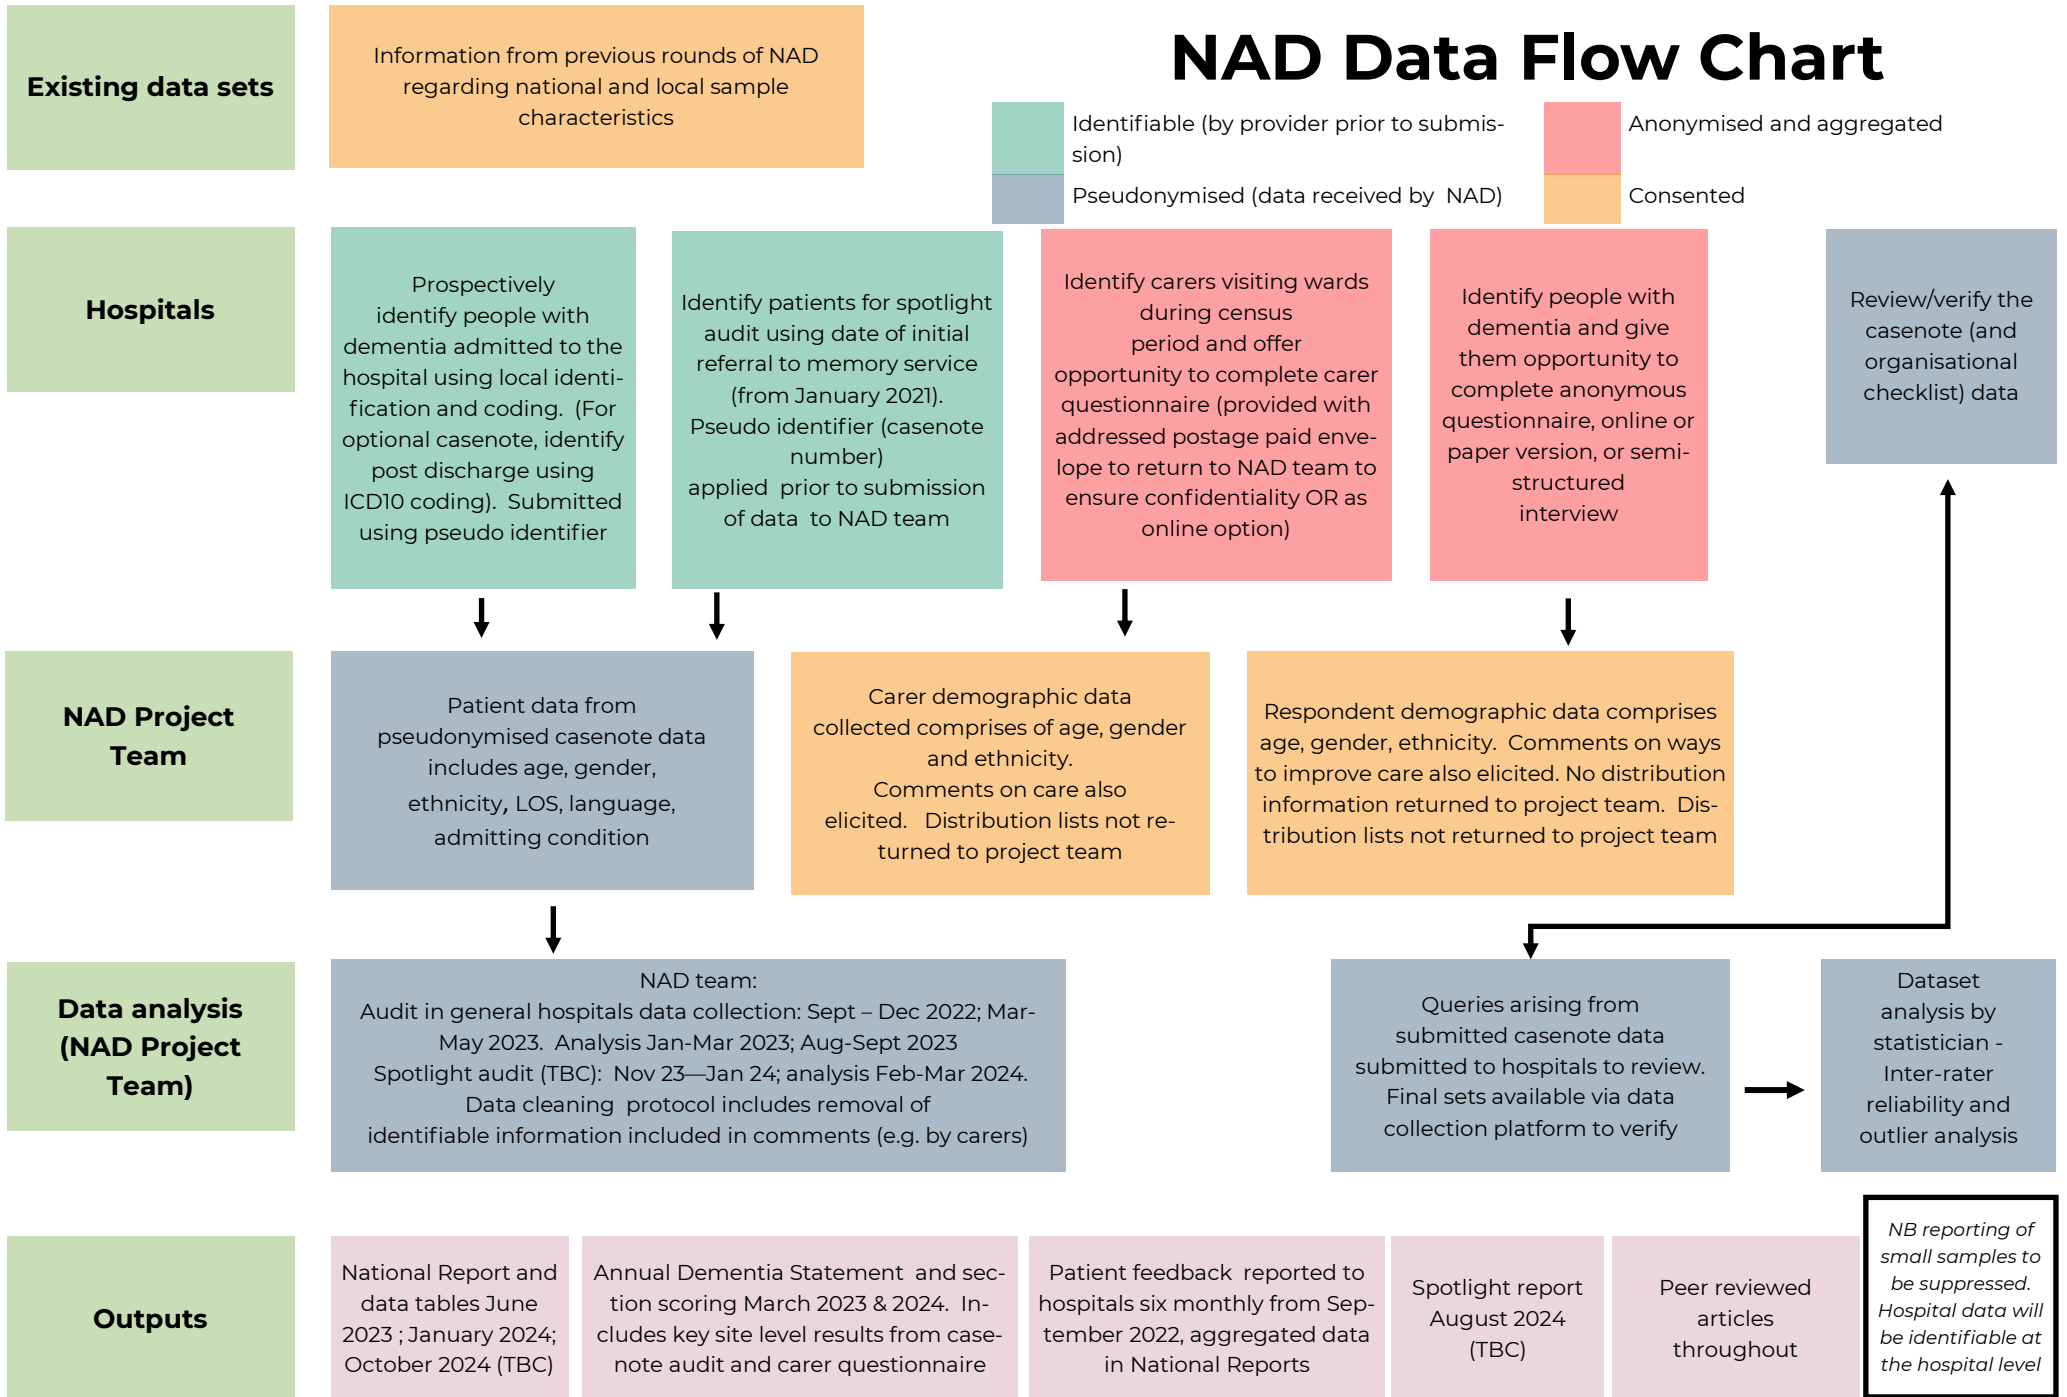 NAD Data Flow Chart
Existing data sets
Information from previous rounds of NAD
regarding national and local sample
characteristics
Identifiable (by provider prior to submis-
sion)
Pseudonymised (data received by  NAD)
Anonymised and aggregated
Consented
Hospitals
Prospectively
identify people with
dementia admitted to the
hospital using local identi-
fication and coding.  (For
optional casenote, identify
post discharge using
ICD10 coding).  Submitted
using pseudo identifier
Identify patients for spotlight
audit using date of initial
referral to memory service
(from January 2021).
Pseudo identifier (casenote
number)
applied  prior to submission
of data  to NAD team
Identify carers visiting wards
during census
period and offer
opportunity to complete carer
questionnaire (provided with
addressed postage paid enve-
lope to return to NAD team to
ensure confidentiality OR as
online option)
Identify people with
dementia and give
them opportunity to
complete anonymous
questionnaire, online or
paper version, or semi-
structured
interview
Review/verify the
casenote (and
organisational
checklist) data
NAD Project
Team
Patient data from
pseudonymised casenote data
includes age, gender,
ethnicity, LOS, language,
admitting condition
Carer demographic data
collected comprises of age, gender
and ethnicity.
Comments on care also
elicited.   Distribution lists not re-
turned to project team
Respondent demographic data comprises
age, gender, ethnicity.  Comments on ways
to improve care also elicited. No distribution
information returned to project team.  Dis-
tribution lists not returned to project team
Data analysis
(NAD Project
Team)
NAD team:
Audit in general hospitals data collection: Sept – Dec 2022; Mar-
May 2023.  Analysis Jan-Mar 2023; Aug-Sept 2023
Spotlight audit (TBC):  Nov 23—Jan 24; analysis Feb-Mar 2024.
Data cleaning  protocol includes removal of
identifiable information included in comments (e.g. by carers)
Queries arising from
submitted casenote data
submitted to hospitals to review.
Final sets available via data
collection platform to verify
Dataset
analysis by
statistician -
Inter-rater
reliability and
outlier analysis
Outputs
National Report and
data tables June
2023 ; January 2024;
October 2024 (TBC)
Annual Dementia Statement  and sec-
tion scoring March 2023 & 2024.  In-
cludes key site level results from case-
note audit and carer questionnaire
Patient feedback  reported to
hospitals six monthly from Sep-
tember 2022, aggregated data
in National Reports
Spotlight report
August 2024
(TBC)
Peer reviewed
articles
throughout
NB reporting of
small samples to
be suppressed.
Hospital data will
be identifiable at
the hospital level